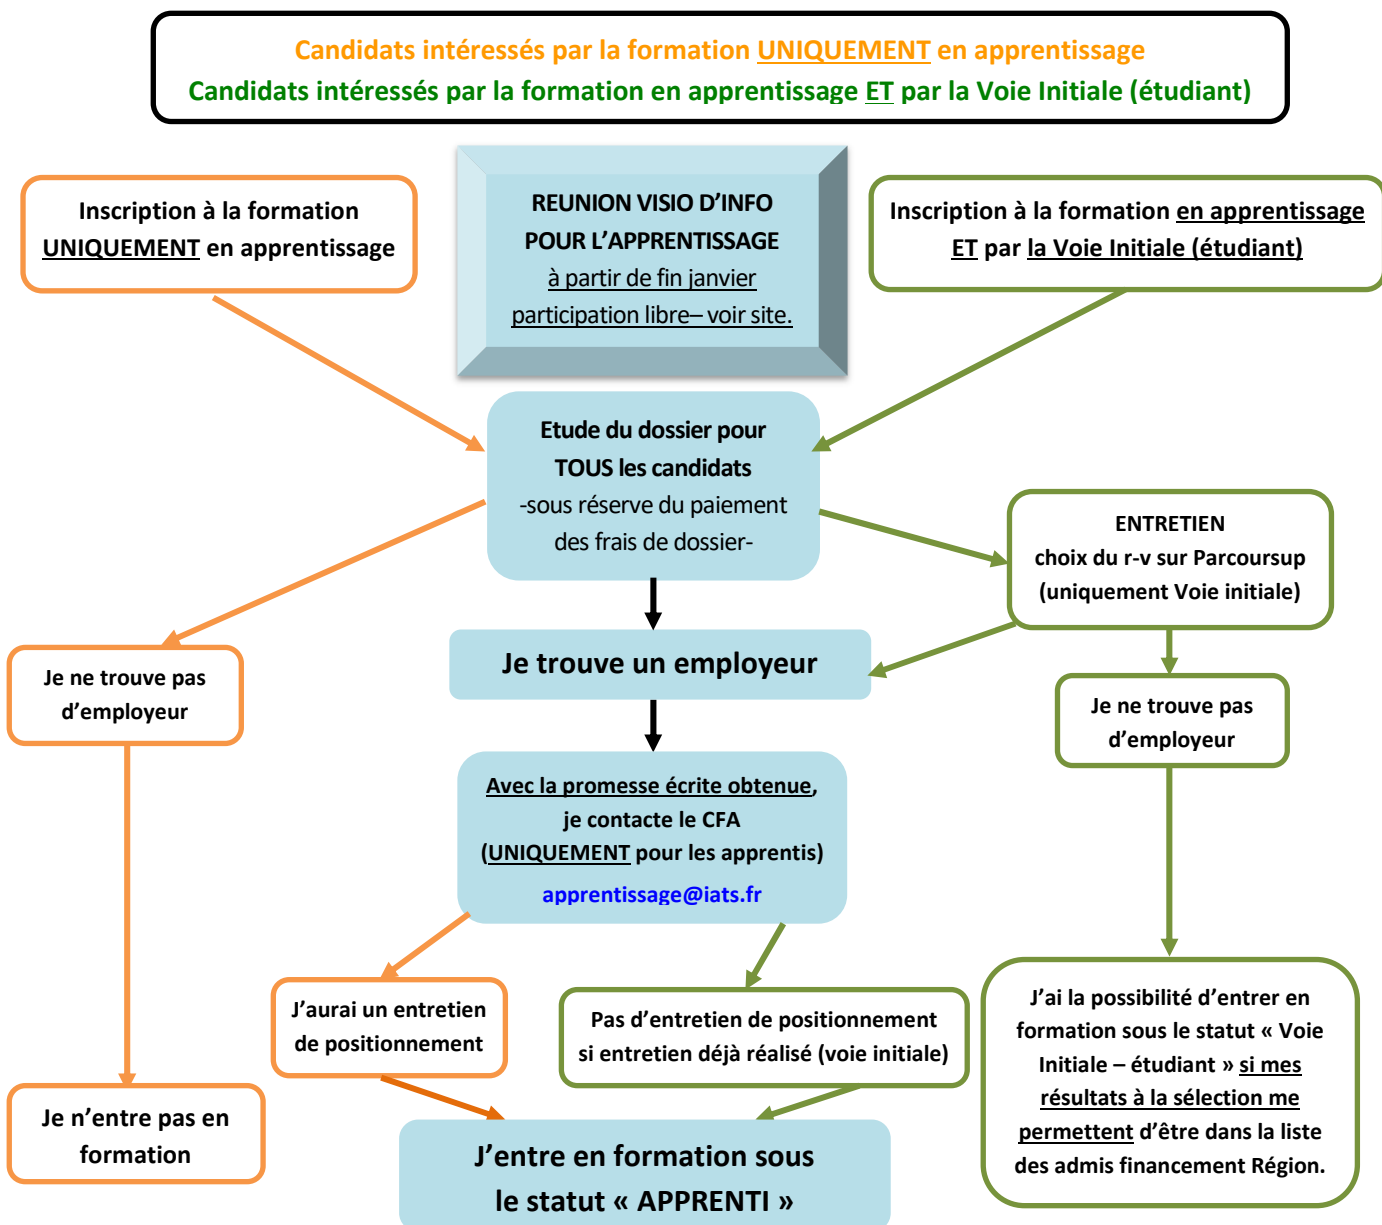 Candidats intéressés par la formation UNIQUEMENT en apprentissage
Candidats intéressés par la formation en apprentissage ET par la Voie Initiale (étudiant)
Inscription à la formation
UNIQUEMENT en apprentissage
REUNION VISIO D’INFO
POUR L’APPRENTISSAGE
à partir de fin janvier
participation libre– voir site.
Inscription à la formation en apprentissage
ET par la Voie Initiale (étudiant)
Etude du dossier pour
TOUS les candidats
-sous réserve du paiement
des frais de dossier-
ENTRETIEN
choix du r-v sur Parcoursup
(uniquement Voie initiale)
Je trouve un employeur
Je ne trouve pas
d’employeur
Je ne trouve pas
d’employeur
Avec la promesse écrite obtenue,
je contacte le CFA
(UNIQUEMENT pour les apprentis)
apprentissage@iats.fr
J’aurai un entretien
de positionnement
Pas d’entretien de positionnement
si entretien déjà réalisé (voie initiale)
J’ai la possibilité d’entrer en
formation sous le statut « Voie
Initiale – étudiant » si mes
résultats à la sélection me
permettent d’être dans la liste
des admis financement Région.
Je n’entre pas en
formation
J’entre en formation sous
le statut « APPRENTI »